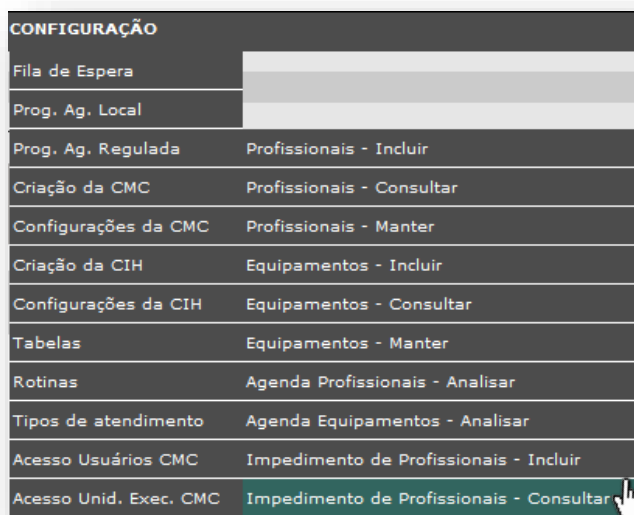 CONFIGURAÇÃO
Fila de Espera
Prog. Ag. Local
Prog. Ag. Regulada Profissionais - Incluir
Criação da CMC Profissionais - Consultar
Configurações da CMC Profissionais - Manter
Criação da CIH Equipamentos - Incluir
Configurações da CIH Equipamentos - Consultar
Tabelas Equipamentos - Manter
Rotinas Agenda Profissionais - Analisar
Tipos de atendimento Agenda Equipamentos - Analisar
Acesso Usuários CMC Impedimento de Profissionais - Incluir
Acesso Unid. Exec. CMC Impedimento de Profissionais - Consultar